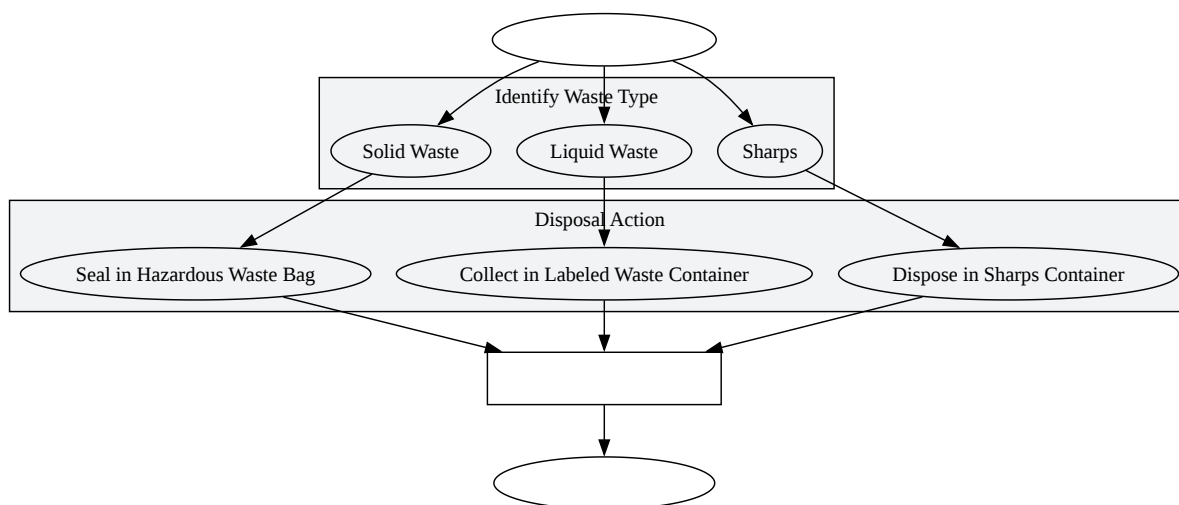 Identify Waste Type
Solid Waste
Liquid Waste
Sharps
Disposal Action
Seal in Hazardous Waste Bag
Collect in Labeled Waste Container
Dispose in Sharps Container